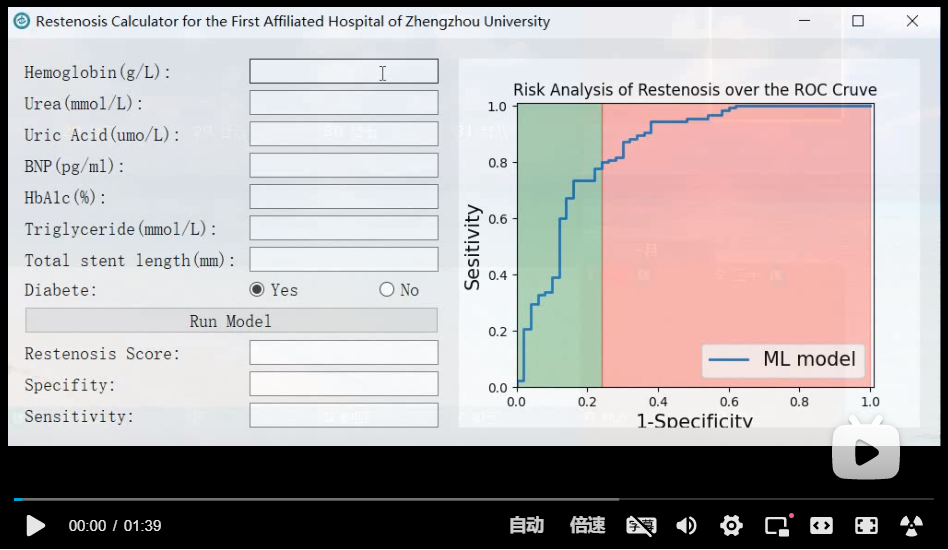 Restenosis Calculator for the First Affiliated Hospital of Zhengzhou University
Hemoglobin(g/L):
Urea(mmol/L):
Uric Acid(umo/L):
BNP(pg/ml):
HbAlc(%):
Triglyceride(mmol/L):
Total stent length(mm):
Diabete:
Yes
No
Run Model
Restenosis Score:
Specifity:
Sensitivity:
Risk Analysis of Restenosis over the ROC Cruve
1.0
0.8
0.6
0.4
0.2
0.0
Sesitivity
ML model
0.0 0.2 0.4 0.6 0.8 1.0
1-Specificity
00:00 / 01:39
自动
倍速
字幕